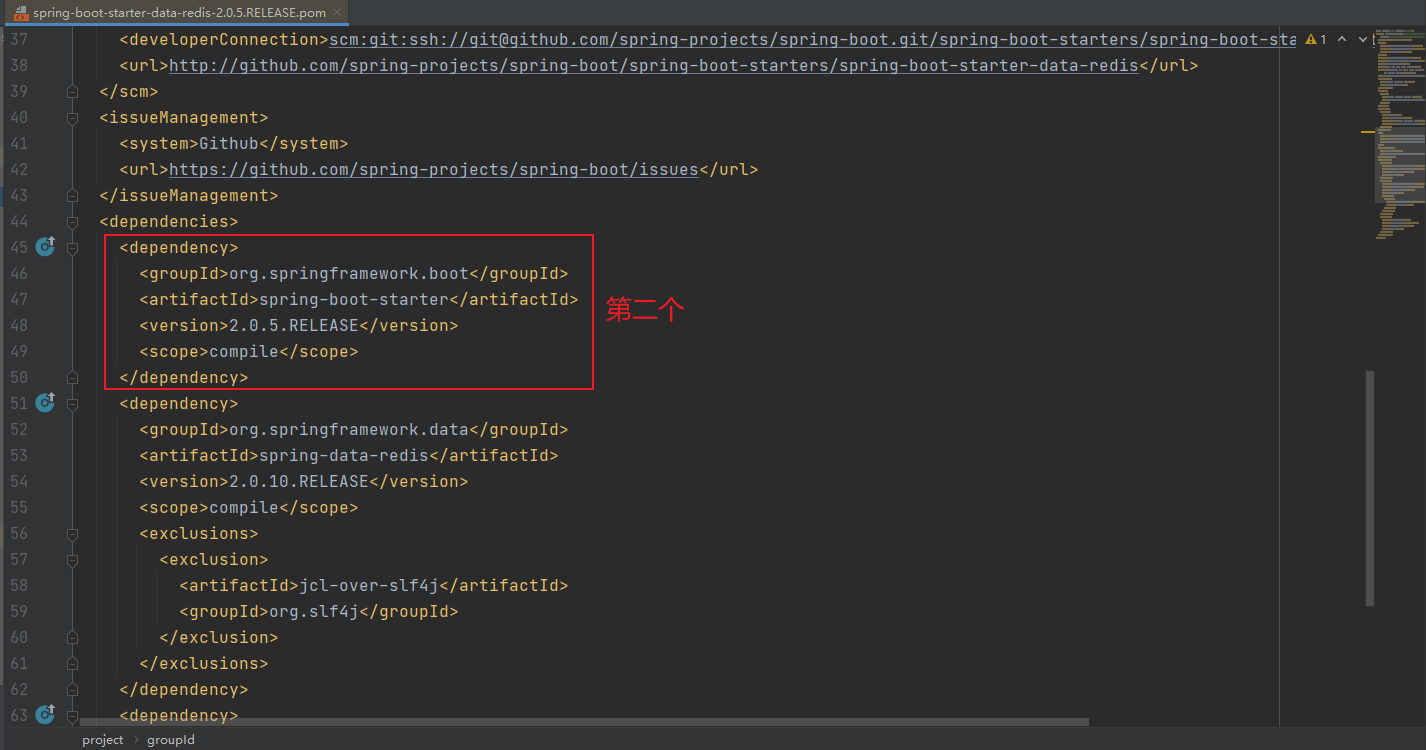 spring-boot-starter-data-redis-2.0.5.RELEASE.pom
37 <developerConnection>scm:git:ssh://git@github.com/spring-projects/spring-boot.git/spring-boot-starters/spring-boot-sta
1
38 <url>http://github.com/spring-projects/spring-boot/spring-boot-starters/spring-boot-starter-data-redis</url>
39 </scm>
40 <issueManagement>
41 <system>Github</system>
42 <url>https://github.com/spring-projects/spring-boot/issues</url>
43 </issueManagement>
44 <dependencies>
45 <dependency>
46 <groupId>org.springframework.boot</groupId>
47 <artifactId>spring-boot-starter</artifactId>
第二个
48 <version>2.0.5.RELEASE</version>
49 <scope>compile</scope>
50 </dependency>
51 <dependency>
52 <groupId>org.springframework.data</groupId>
53 <artifactId>spring-data-redis</artifactId>
54 <version>2.0.10.RELEASE</version>
55 <scope>compile</scope>
56 <exclusions>
57 <exclusion>
58 <artifactId>jcl-over-slf4j</artifactId>
59 <groupId>org.slf4j</groupId>
60 </exclusion>
61 </exclusions>
62 </dependency>
63 <dependency>
project › groupId